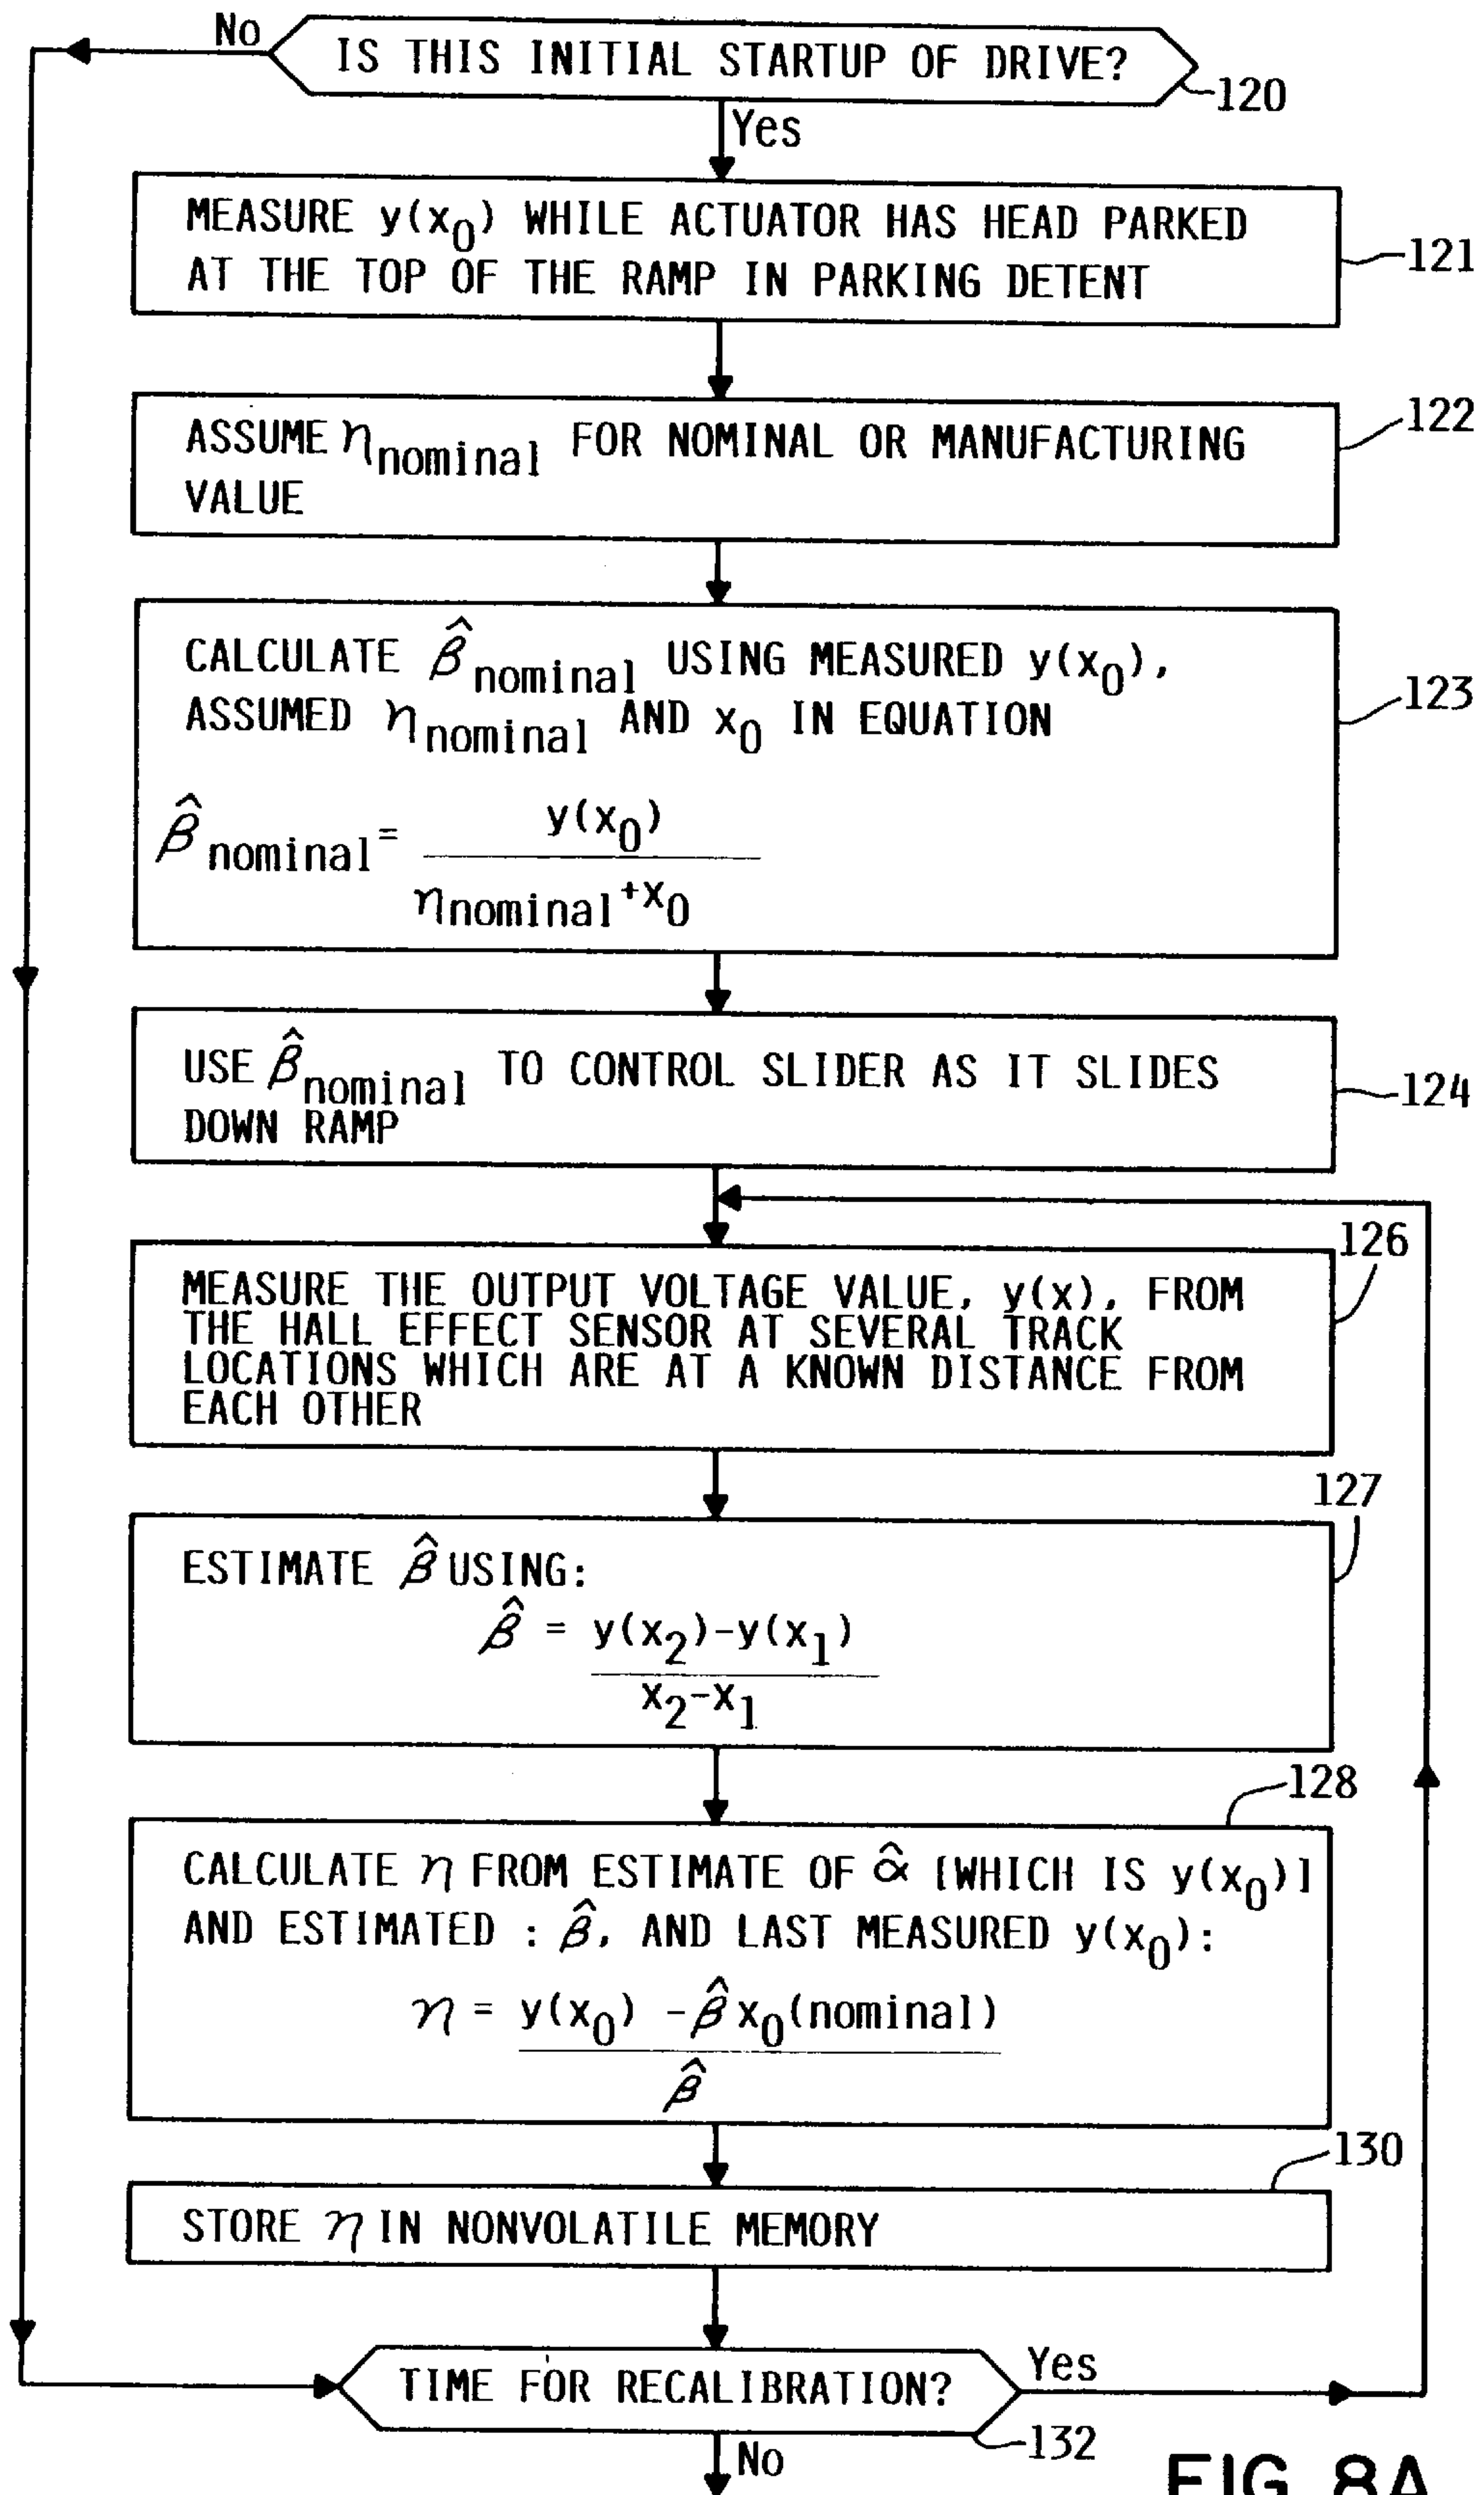 No
IS THIS INITIAL STARTUP OF DRIVE?
120
Yes
MEASURE y(x₀) WHILE ACTUATOR HAS HEAD PARKED
AT THE TOP OF THE RAMP IN PARKING DETENT
121
ASSUME η nominal FOR NOMINAL OR MANUFACTURING
VALUE
122
CALCULATE β̂ nominal USING MEASURED y(x₀),
ASSUMED η nominal AND x₀ IN EQUATION
123
β̂ nominal = y(x₀)
η nominal + x₀
USE β̂ nominal TO CONTROL SLIDER AS IT SLIDES
DOWN RAMP
124
126
MEASURE THE OUTPUT VOLTAGE VALUE, y(x), FROM
THE HALL EFFECT SENSOR AT SEVERAL TRACK
LOCATIONS WHICH ARE AT A KNOWN DISTANCE FROM
EACH OTHER
127
ESTIMATE β̂ USING:
β̂ = y(x₂)-y(x₁)
x₂-x₁
128
CALCULATE η FROM ESTIMATE OF α̂ [WHICH IS y(x₀)]
AND ESTIMATED : β̂, AND LAST MEASURED y(x₀):
η = y(x₀) -β̂ x₀(nominal)
β̂
130
STORE η IN NONVOLATILE MEMORY
TIME FOR RECALIBRATION?
Yes
132
No
FIG. 8A